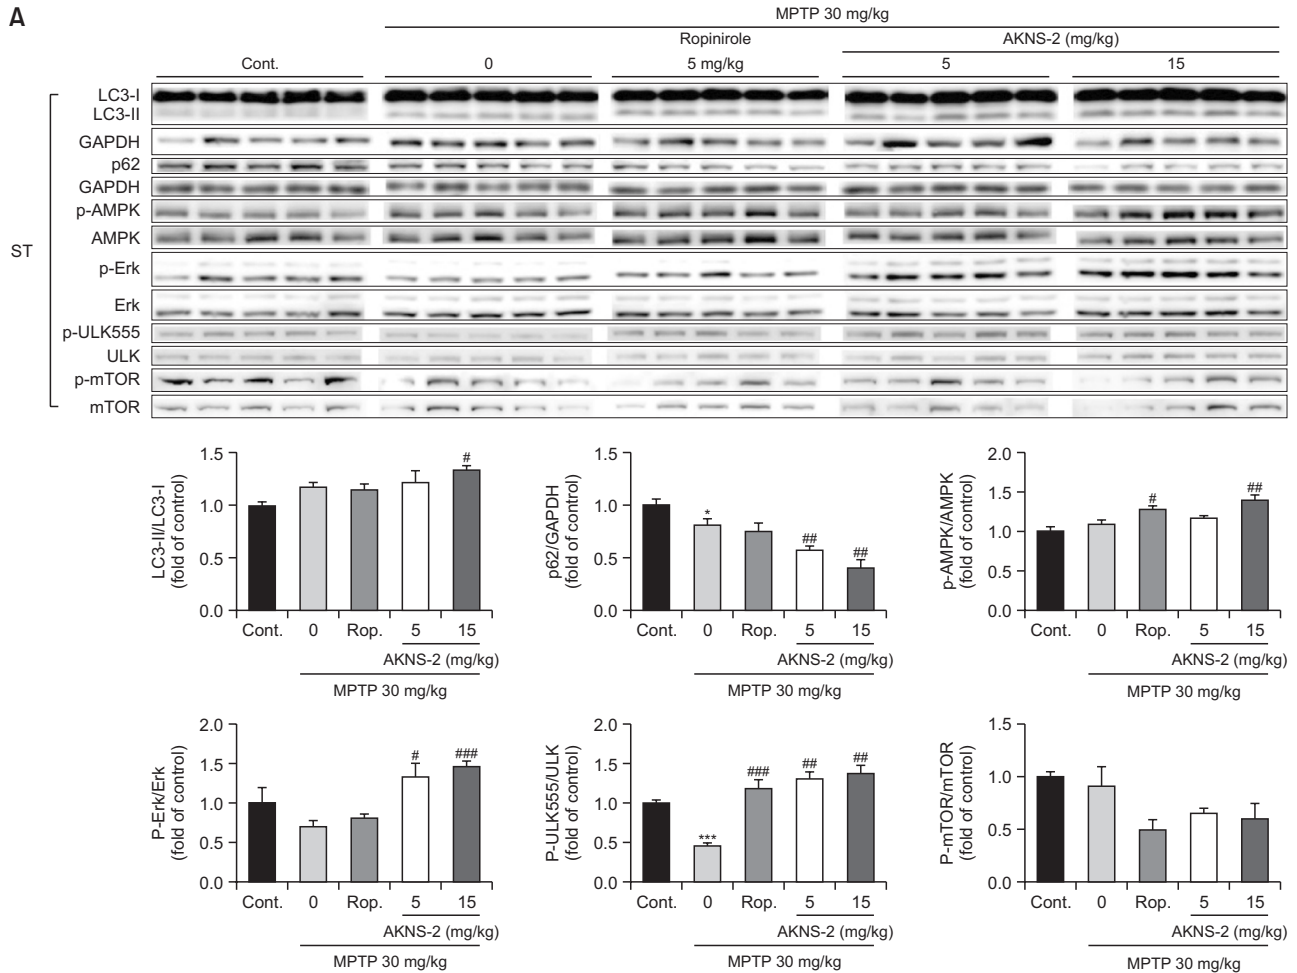 A
MPTP 30 mg/kg
Ropinirole AKNS-2 (mg/kg)
Cont. 0 5 mg/kg 5 15
LC3-I
LC3-II
GAPDH
p62
GAPDH
p-AMPK
AMPK
ST
p-Erk
Erk
p-ULK555
ULK
p-mTOR
mTOR
LC3-II/LC3-I
(fold of control)
1.5
1.0
0.5
0.0
#
Cont. 0 Rop. 5 15
AKNS-2 (mg/kg)
MPTP 30 mg/kg
p62/GAPDH
(fold of control)
1.5
1.0
0.5
0.0
*
##
##
Cont. 0 Rop. 5 15
AKNS-2 (mg/kg)
MPTP 30 mg/kg
p-AMPK/AMPK
(fold of control)
2.0
1.5
1.0
0.5
0.0
#
##
Cont. 0 Rop. 5 15
AKNS-2 (mg/kg)
MPTP 30 mg/kg
P-Erk/Erk
(fold of control)
2.0
1.5
1.0
0.5
0.0
#
###
Cont. 0 Rop. 5 15
AKNS-2 (mg/kg)
MPTP 30 mg/kg
P-ULK555/ULK
(fold of control)
2.0
1.5
1.0
0.5
0.0
***
###
##
##
Cont. 0 Rop. 5 15
AKNS-2 (mg/kg)
MPTP 30 mg/kg
P-mTOR/mTOR
(fold of control)
1.5
1.0
0.5
0.0
Cont. 0 Rop. 5 15
AKNS-2 (mg/kg)
MPTP 30 mg/kg